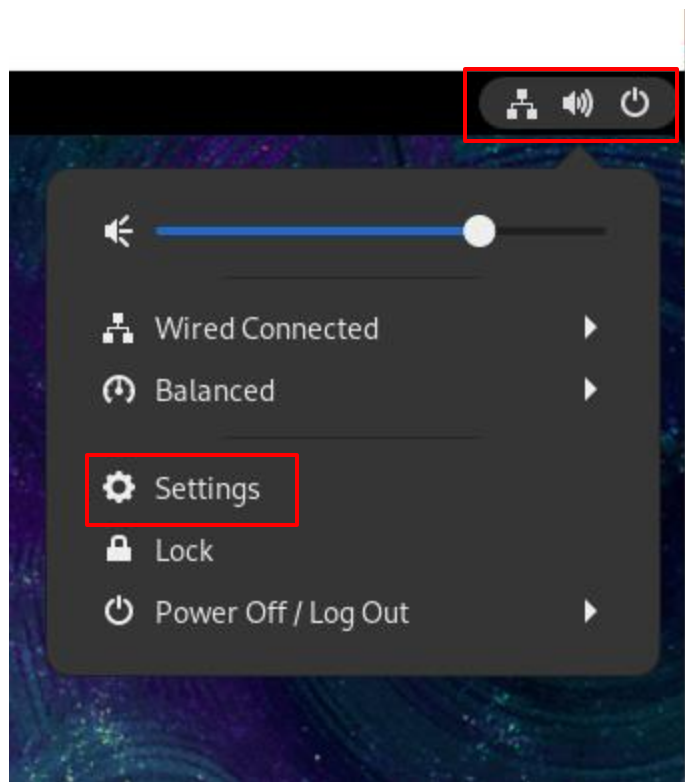 Wired Connected
Balanced
Settings
Lock
Power Off / Log Out